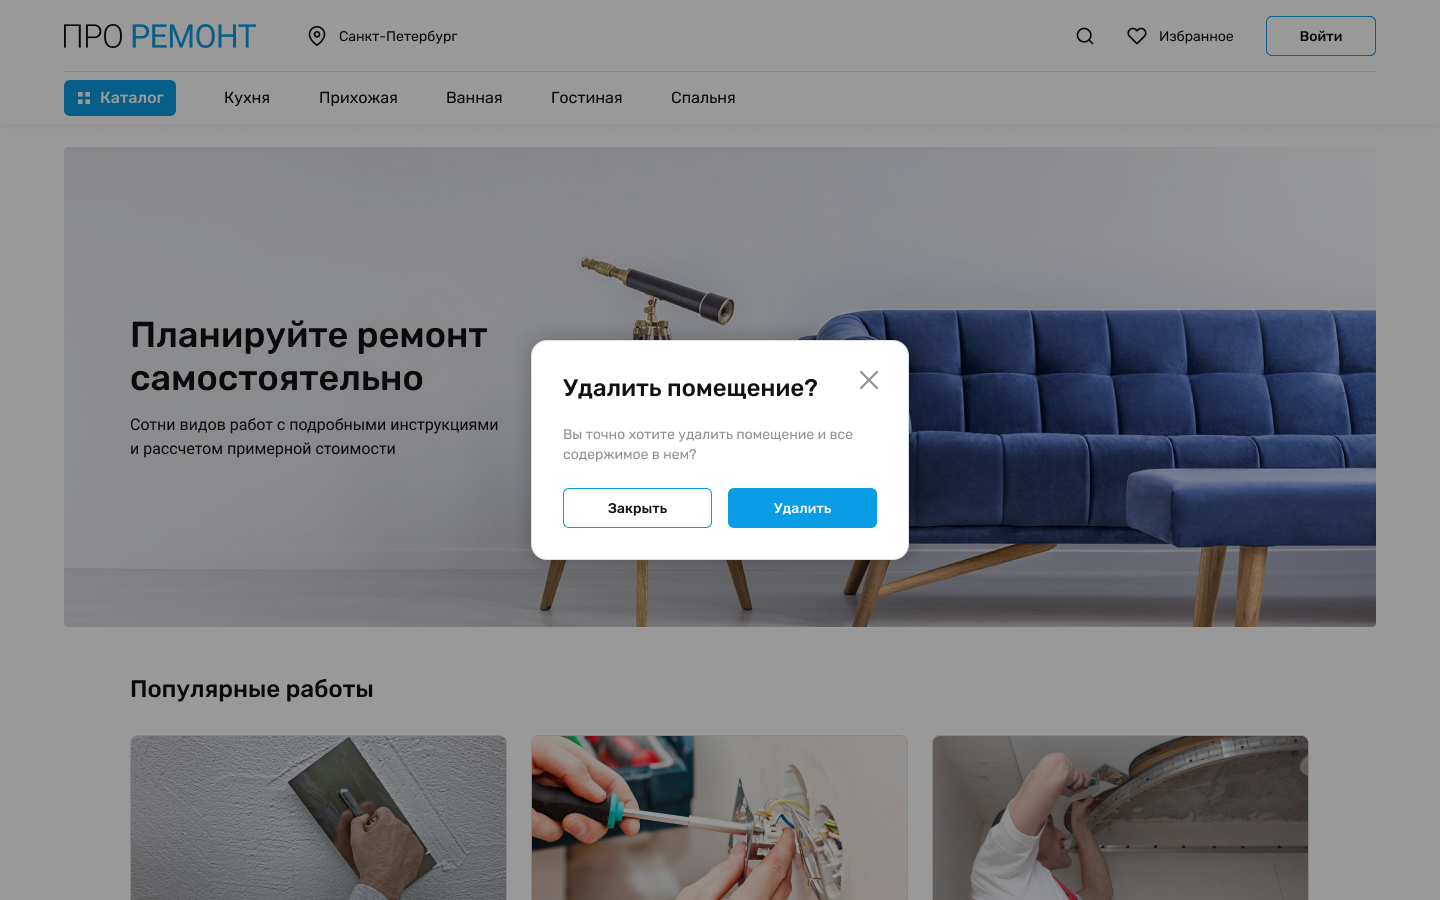 ПРО РЕМОНТ
Санкт-Петербург
Избранное
Войти
Каталог
Кухня
Прихожая
Ванная
Гостиная
Спальня
Планируйте ремонт
самостоятельно
Сотни видов работ с подробными инструкциями
и рассчетом примерной стоимости
Удалить помещение?
Вы точно хотите удалить помещение и все
содержимое в нем?
Закрыть
Удалить
Популярные работы